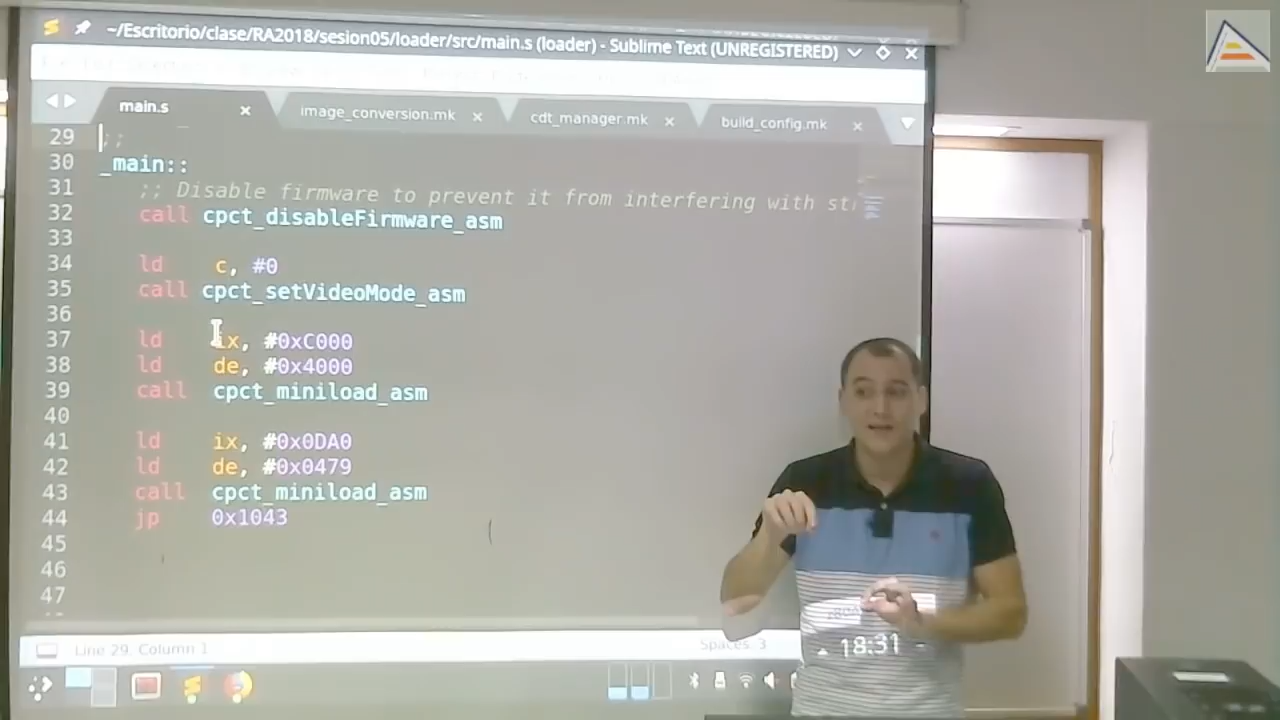 ~/Escritorio/clase/RA2018/sesion05/loader/src/main.s (loader) - Sublime Text (UNREGISTERED)
main.s image_conversion.mk cdt_manager.mk build_config.mk
29 ;;
30 _main::
31 ;; Disable firmware to prevent it from interfering with st
32 call cpct_disableFirmware_asm
33
34 ld c, #0
35 call cpct_setVideoMode_asm
36
37 ld ix, #0xC000
38 ld de, #0x4000
39 call cpct_miniload_asm
40
41 ld ix, #0x0DA0
42 ld de, #0x0479
43 call cpct_miniload_asm
44 jp 0x1043
45
46
47
Line 29, Column 1 Spaces: 3
18:31